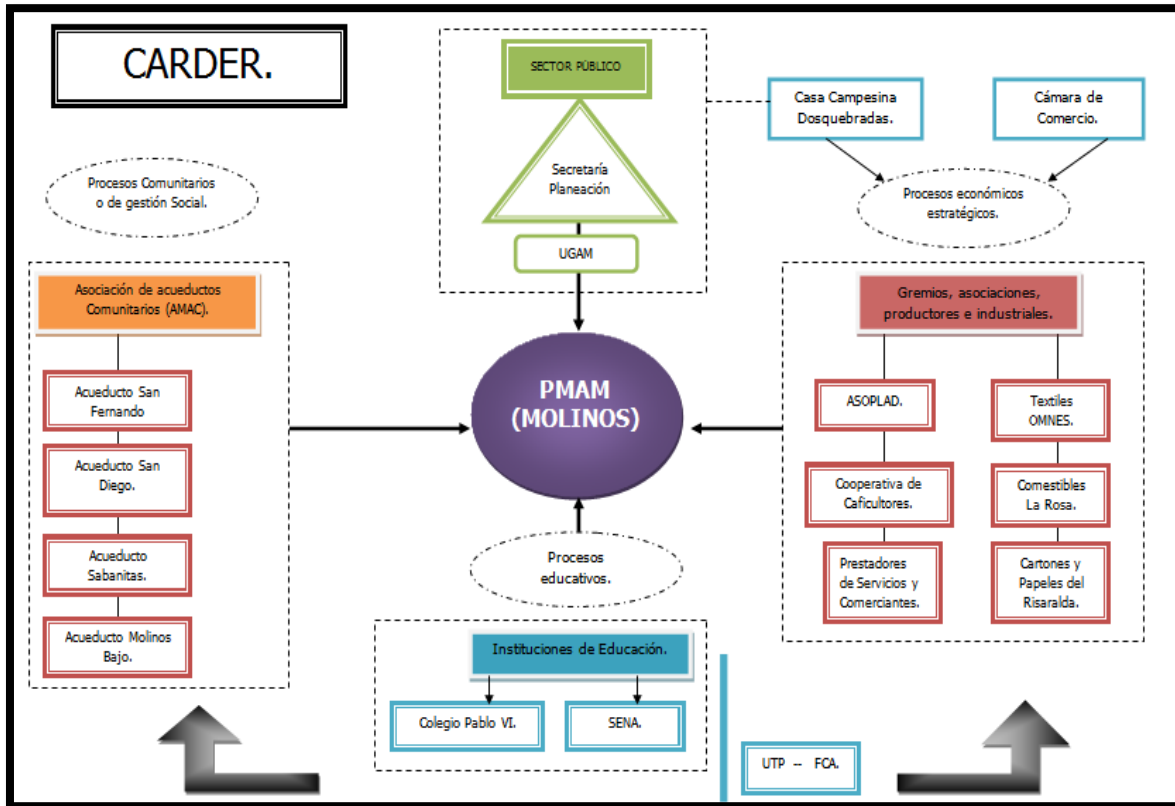 CARDER.
SECTOR PÚBLICO
Secretaría
Planeación
UGAM
Casa Campesina
Dosquebradas.
Cámara de
Comercio.
Procesos económicos
estratégicos.
Procesos Comunitarios
o de gestión Social.
Asociación de acueductos
Comunitarios (AMAC).
Acueducto San
Fernando
Acueducto San
Diego.
Acueducto
Sabanitas.
Acueducto Molinos
Bajo.
PMAM
(MOLINOS)
Gremios, asociaciones,
productores e industriales.
ASOPLAD.
Cooperativa de
Caficultores.
Prestadores
de Servicios y
Comerciantes.
Textiles
OMNES.
Comestibles
La Rosa.
Cartones y
Papeles del
Risaralda.
Procesos
educativos.
Instituciones de Educación.
Colegio Pablo VI.
SENA.
UTP -- FCA.